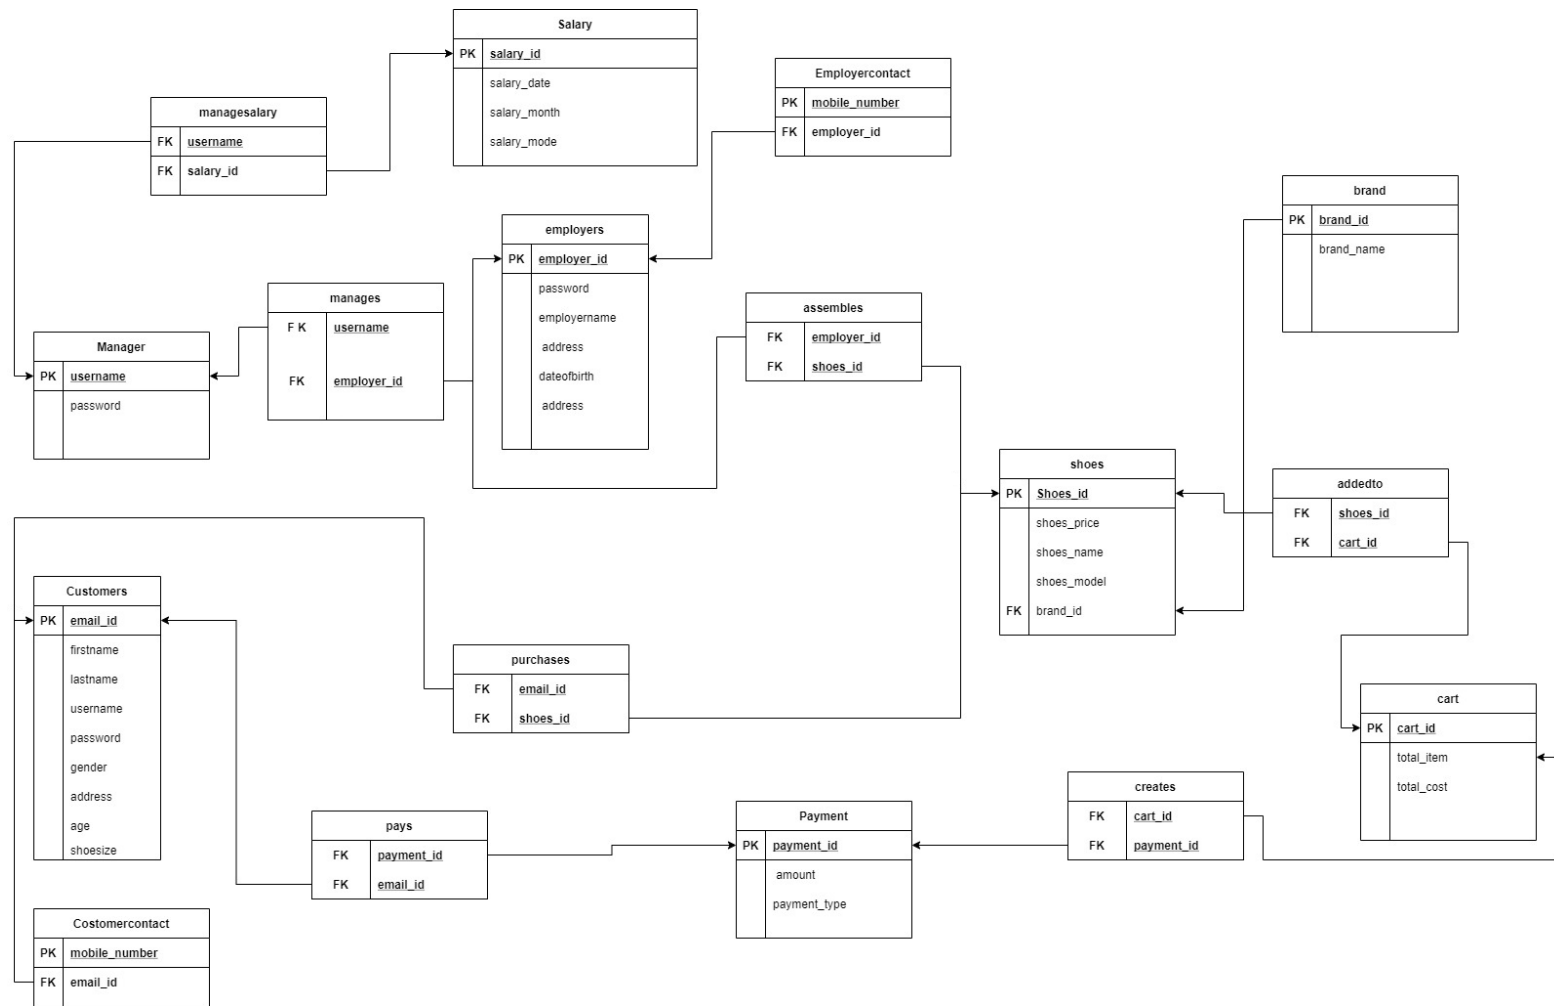 Salary
PK salary_id
salary_date
salary_month
salary_mode
Employercontact
PK mobile_number
FK employer_id
managesalary
FK username
FK salary_id
brand
PK brand_id
brand_name
employers
PK employer_id
password
employername
address
dateofbirth
address
manages
F K username
FK employer_id
assembles
FK employer_id
FK shoes_id
Manager
PK username
password
shoes
PK Shoes_id
shoes_price
shoes_name
shoes_model
FK brand_id
addedto
FK shoes_id
FK cart_id
Customers
PK email_id
firstname
lastname
username
password
gender
address
age
shoesize
purchases
FK email_id
FK shoes_id
cart
PK cart_id
total_item
total_cost
creates
FK cart_id
FK payment_id
pays
FK payment_id
FK email_id
Payment
PK payment_id
amount
payment_type
Costomercontact
PK mobile_number
FK email_id